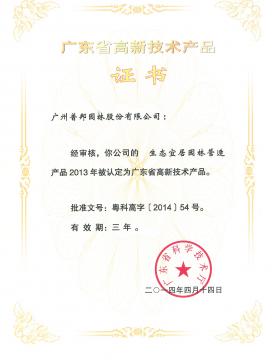 广东省高新技术产品
证书
广州普邦园林股份有限公司：
经审核，你公司的 生态宜居园林营造
产品2013年被认定为广东省高新技术产品。
批准文号：粤科高字〔2014〕54号。
有效期：三年。
广东省科学技术厅
二〇一四年四月十四日